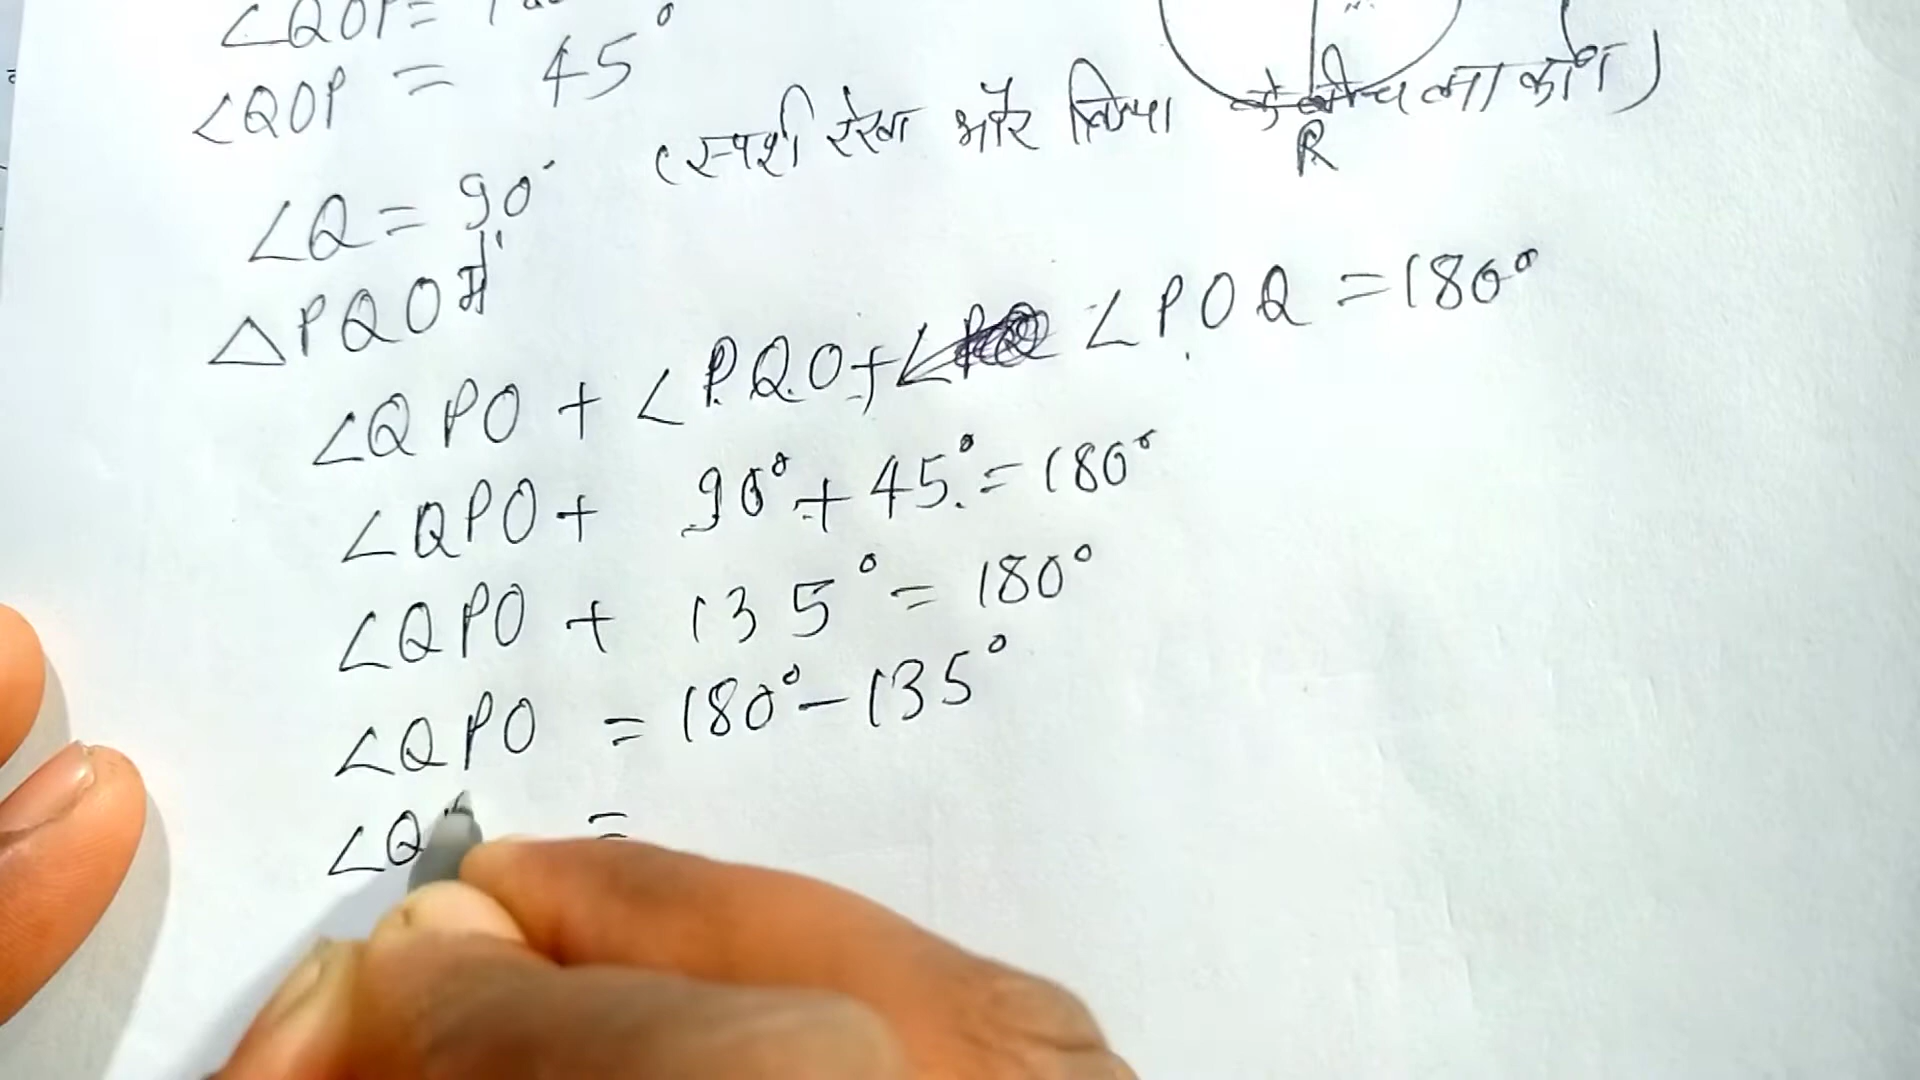 ∠QOP =
∠QOP = 45°
(स्पर्श रेखा और त्रिज्या के बीच का कोण)
R
∠Q = 90°
△PQO में
∠QPO + ∠PQO + ∠POQ = 180°
∠QPO + 90° + 45° = 180°
∠QPO + 135° = 180°
∠QPO = 180° - 135°
∠Q =